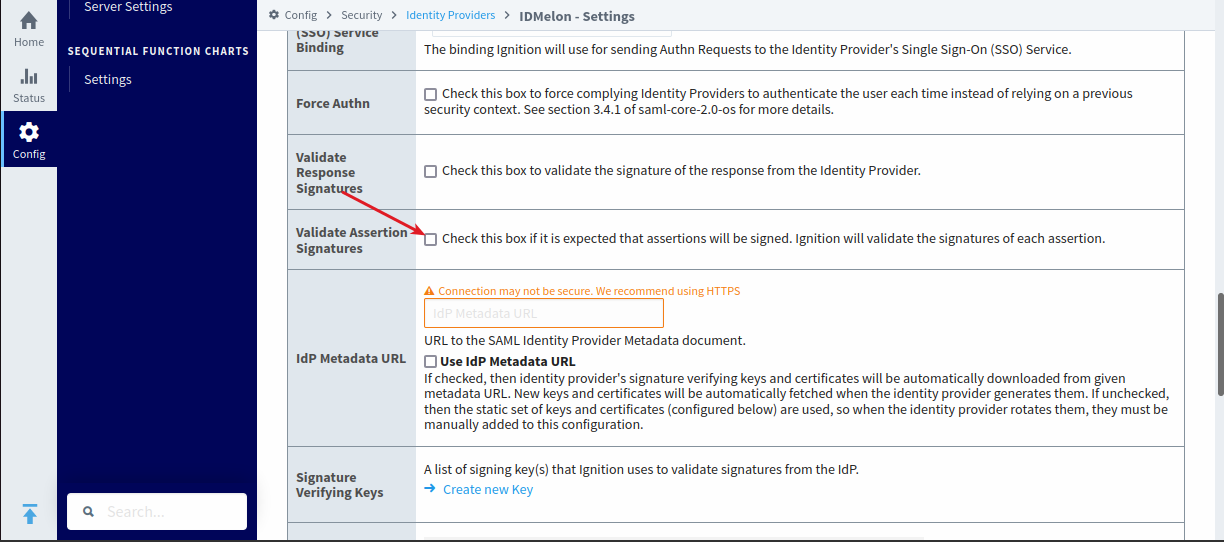 Home
Status
Config
Server Settings
SEQUENTIAL FUNCTION CHARTS
Settings
Search...
Config > Security > Identity Providers > IDMelon - Settings
(SSO) Service
Binding
The binding Ignition will use for sending Authn Requests to the Identity Provider's Single Sign-On (SSO) Service.
Force Authn
Check this box to force complying Identity Providers to authenticate the user each time instead of relying on a previous
security context. See section 3.4.1 of saml-core-2.0-os for more details.
Validate
Response
Signatures
Check this box to validate the signature of the response from the Identity Provider.
Validate Assertion
Signatures
Check this box if it is expected that assertions will be signed. Ignition will validate the signatures of each assertion.
IdP Metadata URL
Connection may not be secure. We recommend using HTTPS
IdP Metadata URL
URL to the SAML Identity Provider Metadata document.
Use IdP Metadata URL
If checked, then identity provider's signature verifying keys and certificates will be automatically downloaded from given
metadata URL. New keys and certificates will be automatically fetched when the identity provider generates them. If unchecked,
then the static set of keys and certificates (configured below) are used, so when the identity provider rotates them, they must be
manually added to this configuration.
Signature
Verifying Keys
A list of signing key(s) that Ignition uses to validate signatures from the IdP.
→ Create new Key